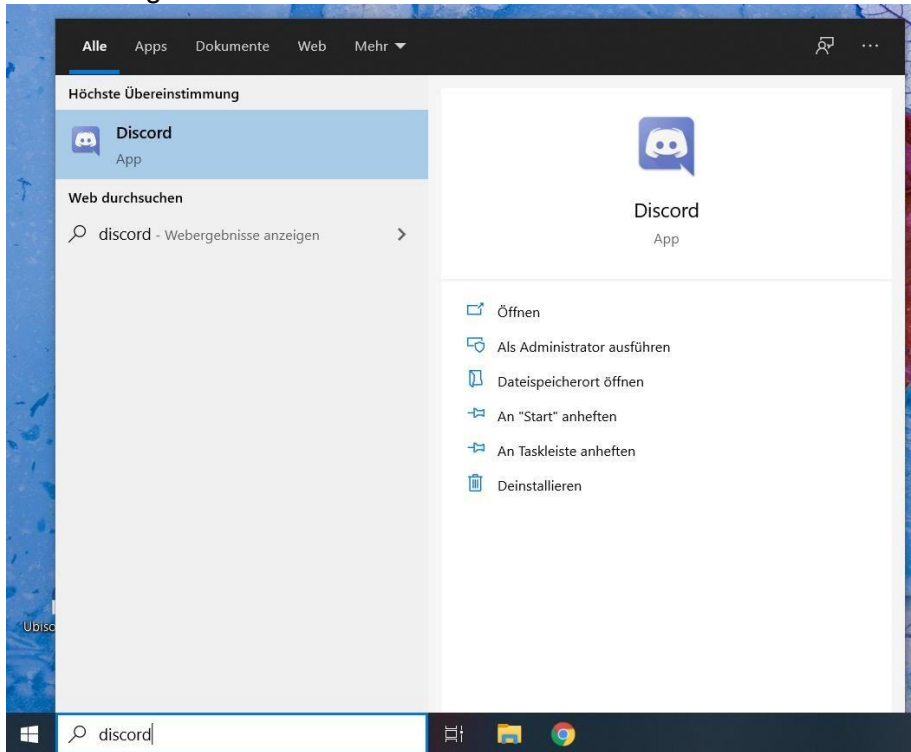 Alle Apps Dokumente Web Mehr
Höchste Übereinstimmung
Discord
App
Web durchsuchen
discord - Webergebnisse anzeigen
Discord
App
Öffnen
Als Administrator ausführen
Dateispeicherort öffnen
An "Start" anheften
An Taskleiste anheften
Deinstallieren
discord